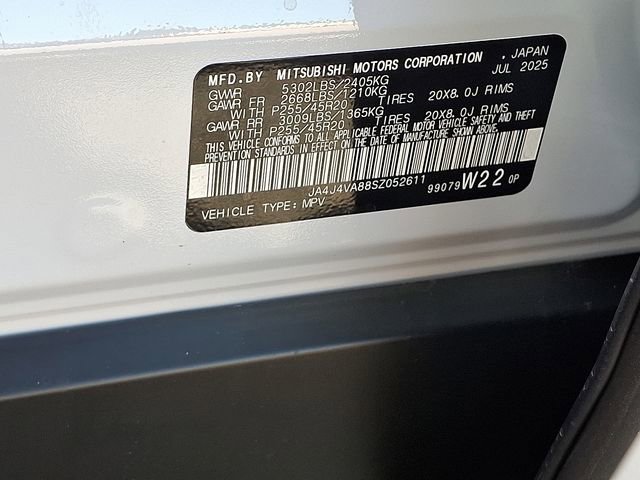 MFD.BY MITSUBISHI MOTORS CORPORATION , JAPAN
GVWR 5302LBS/2405KG JUL 2025
GAWR FR 2668LBS/1210KG
WITH P255/45R20 TIRES 20X8.0J RIMS
GAWR RR 3009LBS/1365KG
WITH P255/45R20 TIRES 20X8.0J RIMS
THIS VEHICLE CONFORMS TO ALL APPLICABLE FEDERAL MOTOR VEHICLE SAFETY AND THEFT
PREVENTION STANDARDS IN EFFECT ON THE DATE OF MANUFACTURE SHOWN ABOVE.
JA4J4VA88SZ052611
VEHICLE TYPE: MPV 99079 W22 0P